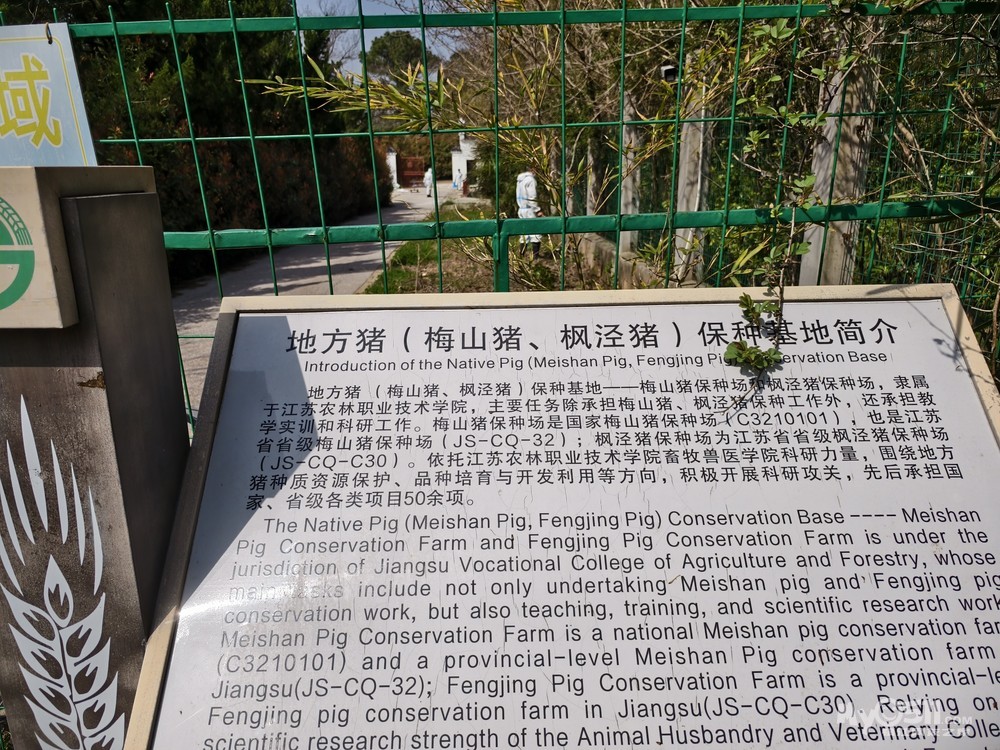 域
地方猪（梅山猪、枫泾猪）保种基地简介
Introduction of the Native Pig (Meishan Pig, Fengjing Pig) Conservation Base
地方猪（梅山猪、枫泾猪）保种基地——梅山猪保种场和枫泾猪保种场，隶属
于江苏农林职业技术学院，主要任务除承担梅山猪、枫泾猪保种工作外，还承担教
学实训和科研工作。梅山猪保种场是国家梅山猪保种场（C3210101），也是江苏
省省级梅山猪保种场（JS-CQ-32）；枫泾猪保种场为江苏省省级枫泾猪保种场
（JS-CQ-C30）。依托江苏农林职业技术学院畜牧兽医学院科研力量，围绕地方
猪种质资源保护、品种培育与开发利用等方向，积极开展科研攻关，先后承担国
家、省级各类项目50余项。
The Native Pig (Meishan Pig, Fengjing Pig) Conservation Base ---- Meishan
Pig Conservation Farm and Fengjing Pig Conservation Farm is under the
jurisdiction of Jiangsu Vocational College of Agriculture and Forestry, whose
main tasks include not only undertaking Meishan pig and Fengjing pig
conservation work, but also teaching, training, and scientific research work
Meishan Pig Conservation Farm is a national Meishan pig conservation far
(C3210101) and a provincial-level Meishan Pig conservation farm
Jiangsu(JS-CQ-32); Fengjing Pig Conservation Farm is a provincial-le
Fengjing pig conservation farm in Jiangsu(JS-CQ-C30). Relying on
scientific research strength of the Animal Husbandry and Veterinary Colle